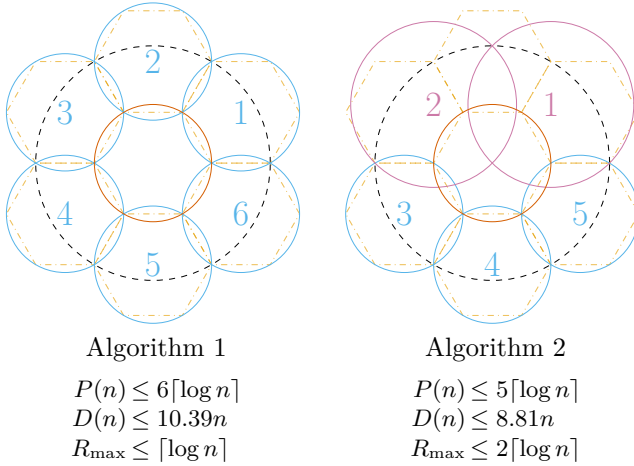 2
2
1
3
1
4
6
3
5
5
4
Algorithm 1
Algorithm 2
P(n) ≤ 6⌈log n⌉
D(n) ≤ 10.39n
R_max ≤ ⌈log n⌉
P(n) ≤ 5⌈log n⌉
D(n) ≤ 8.81n
R_max ≤ 2⌈log n⌉